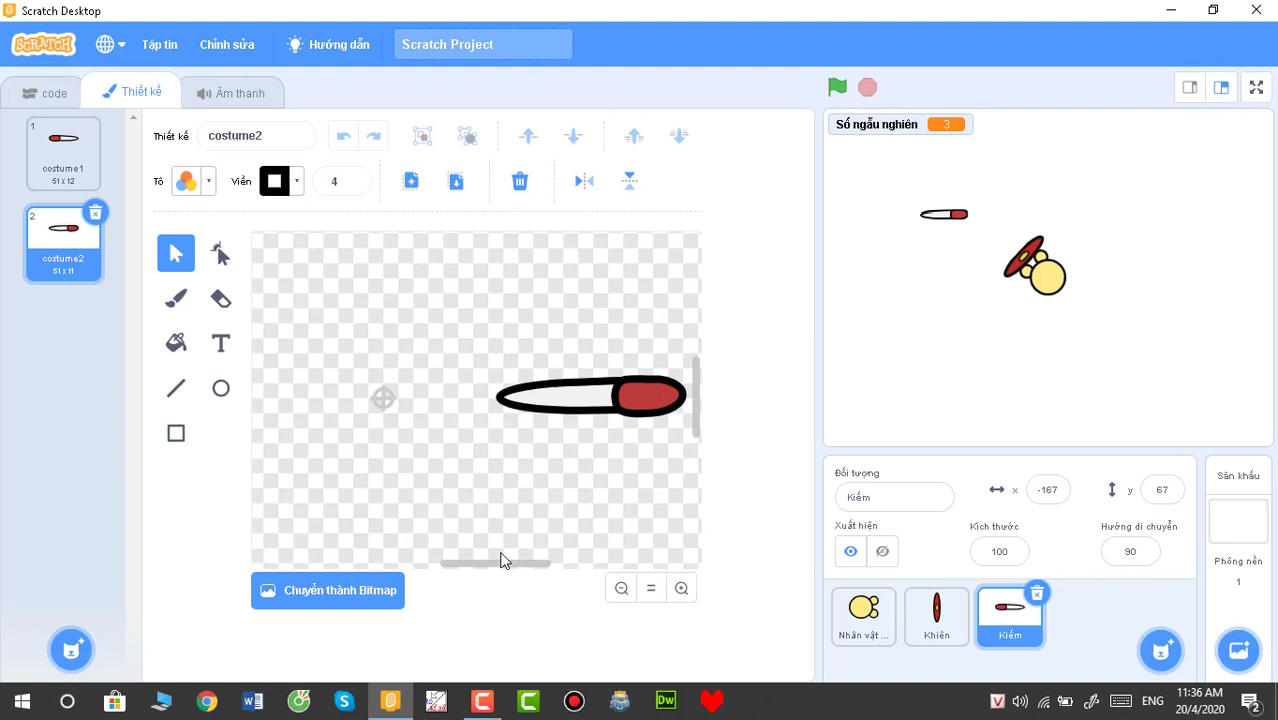 Scratch Desktop
SCRATCH
Tập tin
Chỉnh sửa
Hướng dẫn
Scratch Project
code
Thiết kế
Âm thanh
1
costume1
51 x 12
2
costume2
51 x 11
Thiết kế
costume2
Tô
Viền
4
Chuyển thành Bitmap
Số ngẫu nghiên
3
Đối tượng
Kiếm
x
-167
y
67
Xuất hiện
Kích thước
100
Hướng di chuyển
90
Nhân vật ...
Khiên
Kiếm
Sân khấu
Phông nền
1
W
Dw
V
ENG
11:36 AM
20/4/2020
2